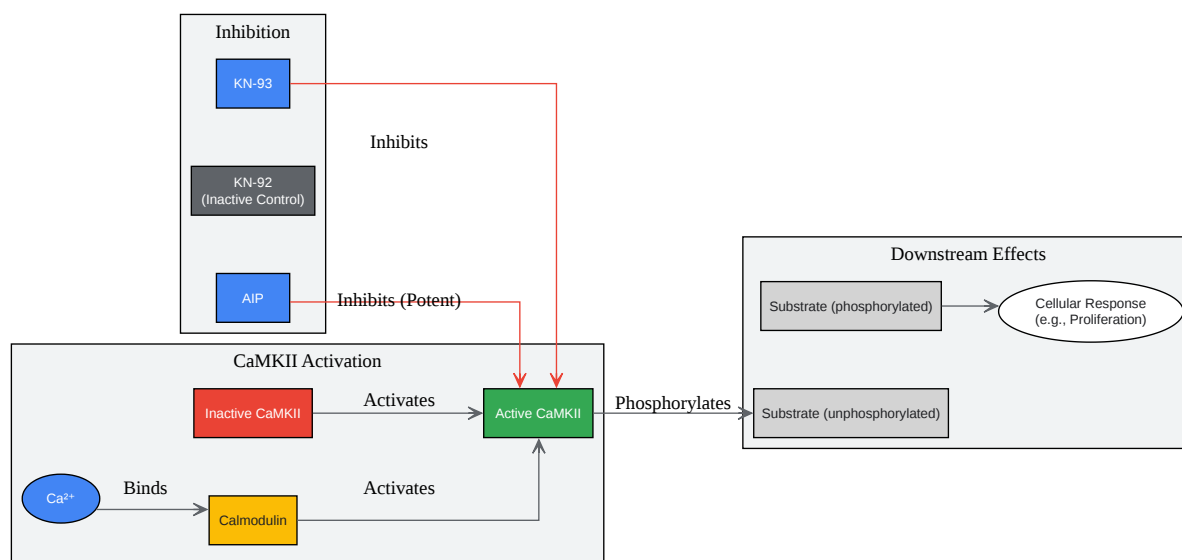 Inhibition
KN-93
Inhibits
KN-92
(Inactive Control)
AIP
Inhibits (Potent)
Downstream Effects
Substrate (phosphorylated)
Cellular Response
(e.g., Proliferation)
CaMKII Activation
Inactive CaMKII
Activates
Active CaMKII
Phosphorylates
Substrate (unphosphorylated)
Ca²⁺
Binds
Calmodulin
Activates